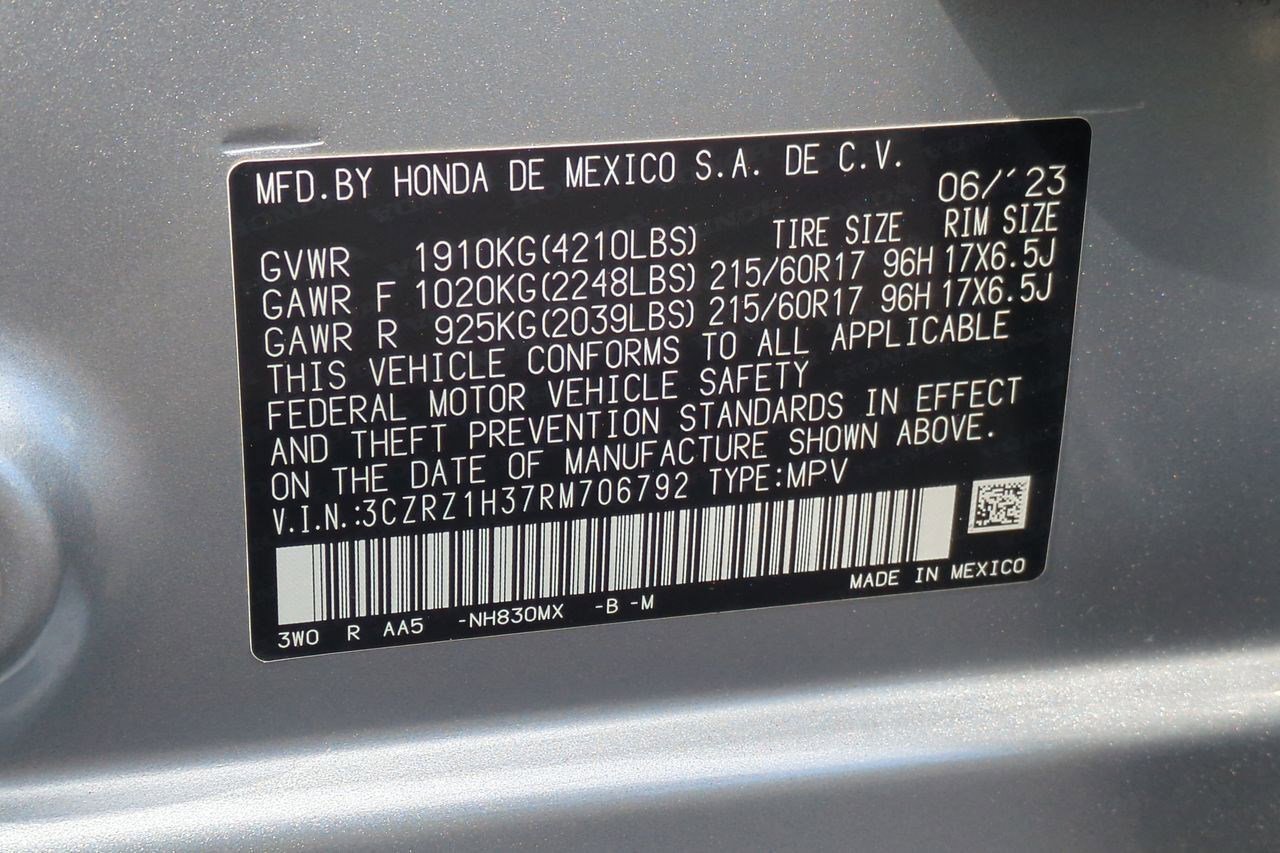 MFD.BY HONDA DE MEXICO S.A. DE C.V.
06/´23
TIRE SIZE RIM SIZE
GVWR 1910KG(4210LBS)
GAWR F 1020KG(2248LBS) 215/60R17 96H 17X6.5J
GAWR R 925KG(2039LBS) 215/60R17 96H 17X6.5J
THIS VEHICLE CONFORMS TO ALL APPLICABLE
FEDERAL MOTOR VEHICLE SAFETY
AND THEFT PREVENTION STANDARDS IN EFFECT
ON THE DATE OF MANUFACTURE SHOWN ABOVE.
V.I.N.:3CZRZ1H37RM706792 TYPE:MPV
MADE IN MEXICO
3W0 R AA5 -NH830MX -B -M